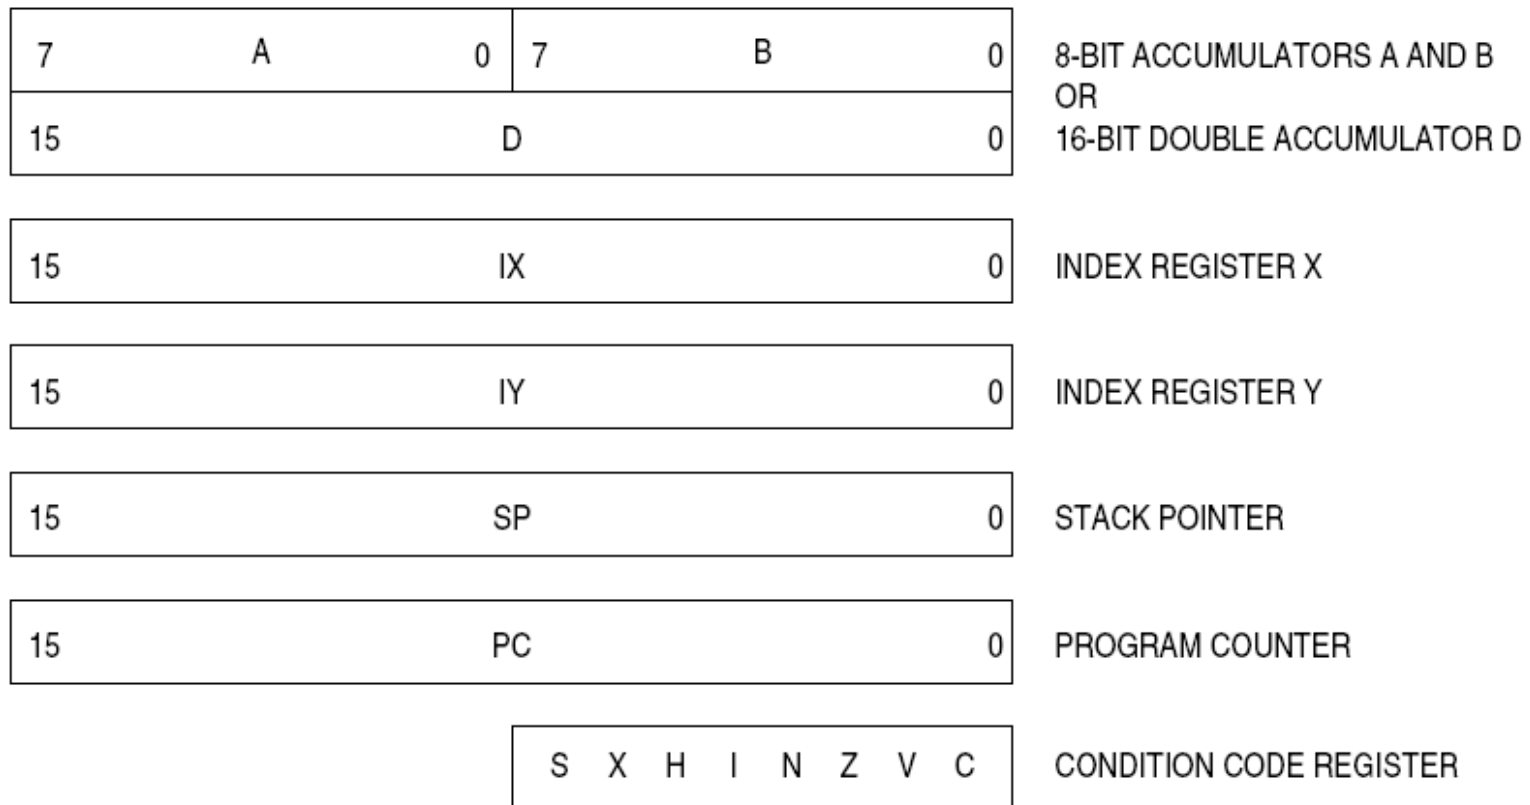 7 A 0 7 B 0 8-BIT ACCUMULATORS A AND B
OR
15 D 0 16-BIT DOUBLE ACCUMULATOR D
15 IX 0 INDEX REGISTER X
15 IY 0 INDEX REGISTER Y
15 SP 0 STACK POINTER
15 PC 0 PROGRAM COUNTER
S X H I N Z V C CONDITION CODE REGISTER